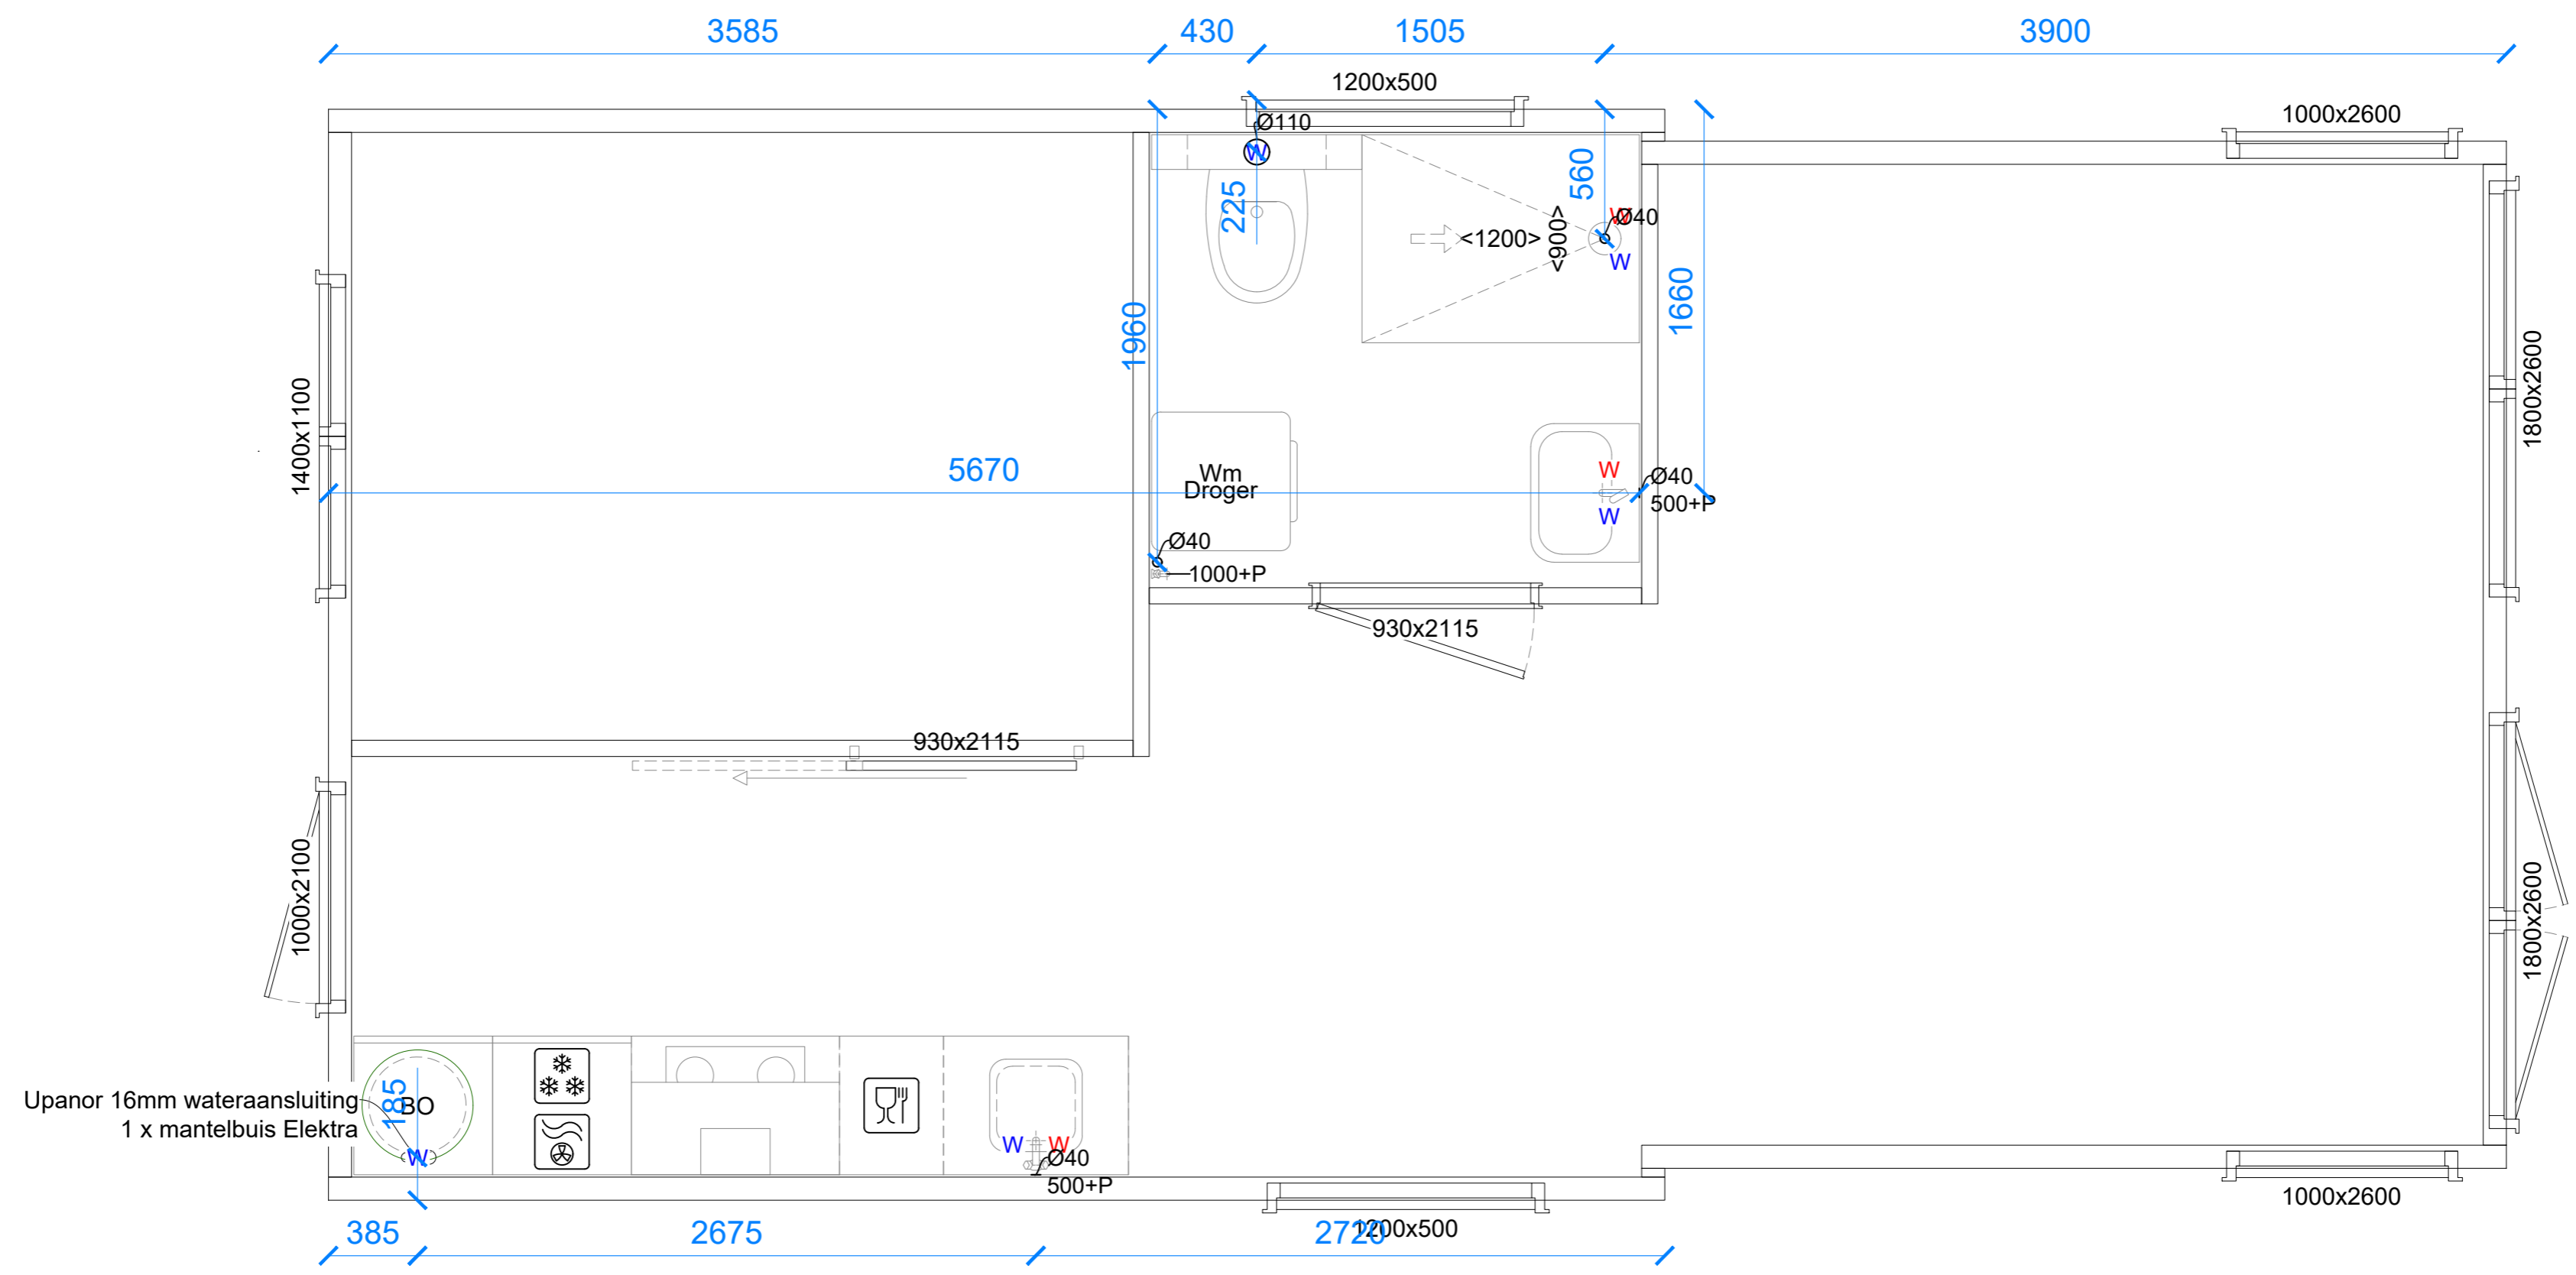 3585
430
1505
3900
1200x500
1000x2600
Ø110
W
225
560
W
Ø40
<1200>
<900>
W
1960
1660
1400x1100
1800x2600
5670
Wm
Droger
W
Ø40
500+P
W
Ø40
1000+P
930x2115
930x2115
1000x2100
1800x2600
Upanor 16mm wateraansluiting
1 x mantelbuis Elektra
185
BO
W
W
W
Ø40
500+P
1000x2600
385
2675
2720
1200x500